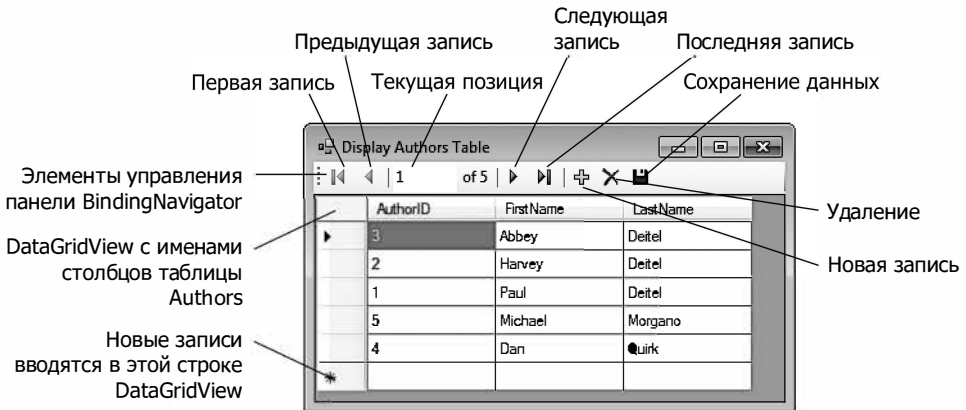 Следующая
запись
Предыдущая запись
Последняя запись
Первая запись
Текущая позиция
Сохранение данных
Display Authors Table
Элементы управления
панели BindingNavigator
1 of 5
Удаление
AuthorID FirstName LastName
DataGridView с именами
столбцов таблицы
Authors
Новая запись
3 Abbey Deitel
2 Harvey Deitel
1 Paul Deitel
5 Michael Morgano
4 Dan Quirk
Новые записи
вводятся в этой строке
DataGridView